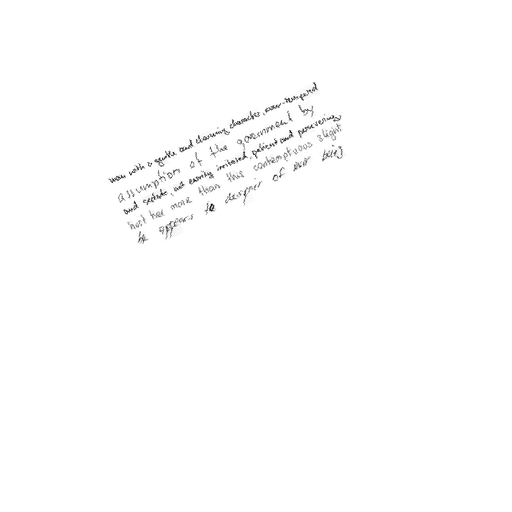 man with a gentle and charming character, even-tempered
assumption of the government by
and sedate, not easily irritated, patient and persevering
hurt her more than this contemptuous slight
he appears to despair of ever being